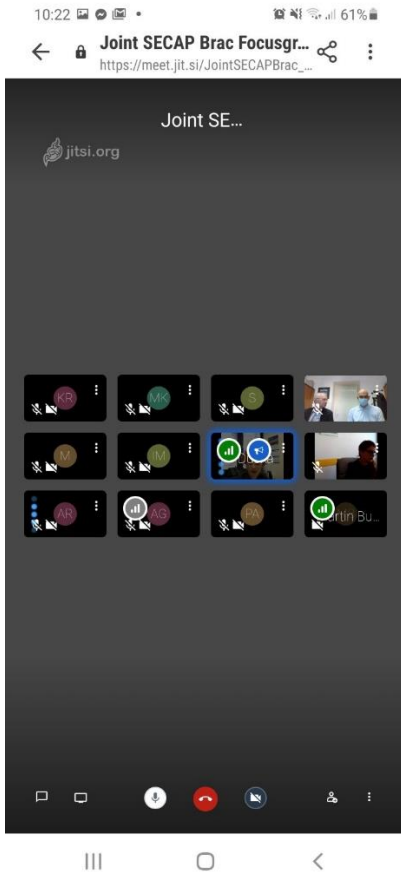 10:22
61%
Joint SECAP Brac Focusgr...
https://meet.jit.si/JointSECAPBrac_...
Joint SE...
jitsi.org
KR
MK
S
M
IM
AR
AG
PA
rtin Bu...